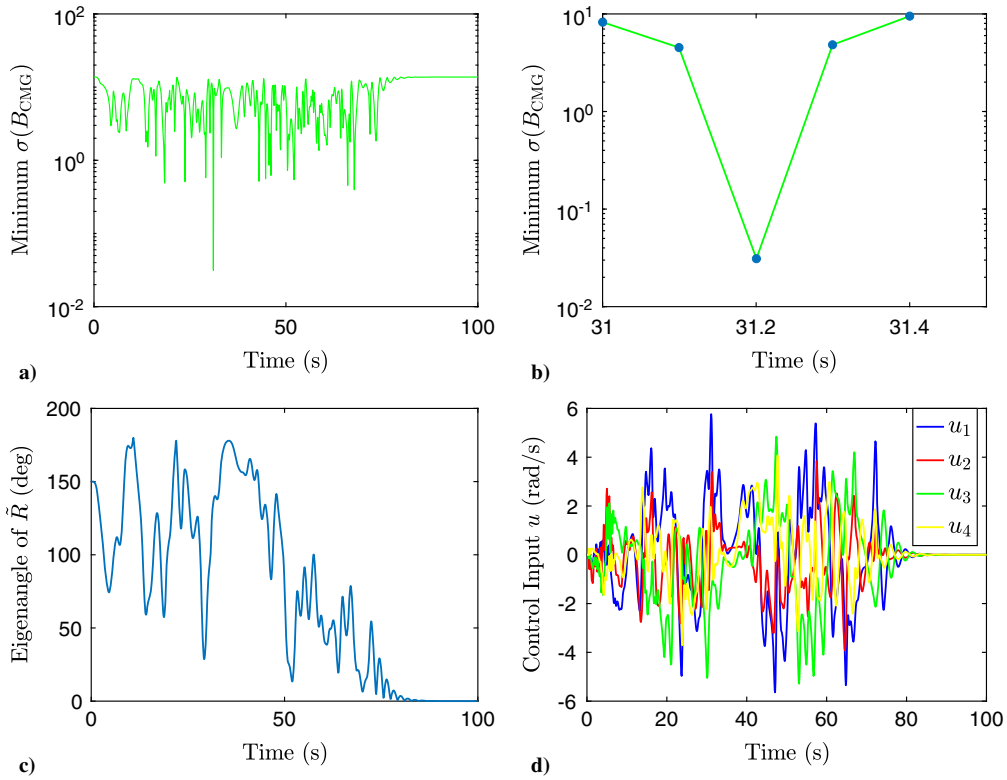 10^2
10^0
10^-2
Minimum σ(B_CMG)
0
50
100
Time (s)
a)
10^1
10^0
10^-1
10^-2
Minimum σ(B_CMG)
31
31.2
31.4
Time (s)
b)
200
150
100
50
0
Eigenangle of R̃ (deg)
0
50
100
Time (s)
c)
6
4
2
0
-2
-4
-6
Control Input u (rad/s)
u_1
u_2
u_3
u_4
0
20
40
60
80
100
Time (s)
d)